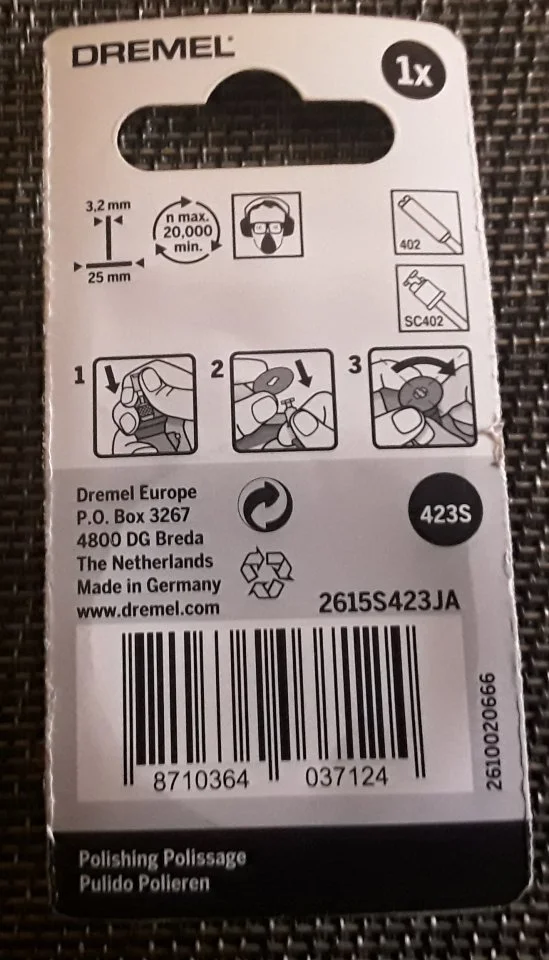 DREMEL
1x
3,2 mm
25 mm
n max.
20,000
min.
402
SC402
1
2
3
Dremel Europe
P.O. Box 3267
4800 DG Breda
The Netherlands
Made in Germany
www.dremel.com
423S
2615S423JA
8710364 037124
2610020666
Polishing Polissage
Pulido Polieren